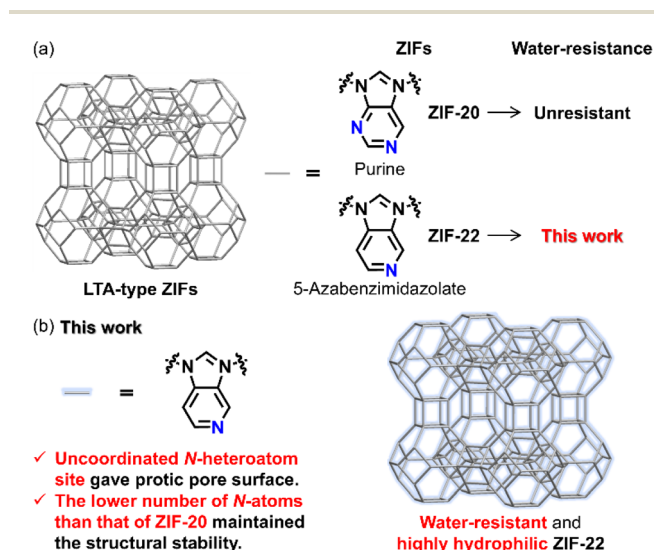 (a)
ZIFs Water-resistance
N N
N
N
ZIF-20 → Unresistant
Purine
=
N N
N
ZIF-22 → This work
5-Azabenzimidazolate
LTA-type ZIFs
(b) This work
=
N N
N
✓ Uncoordinated N-heteroatom
site gave protic pore surface.
✓ The lower number of N-atoms
than that of ZIF-20 maintained
the structural stability.
Water-resistant and
highly hydrophilic ZIF-22